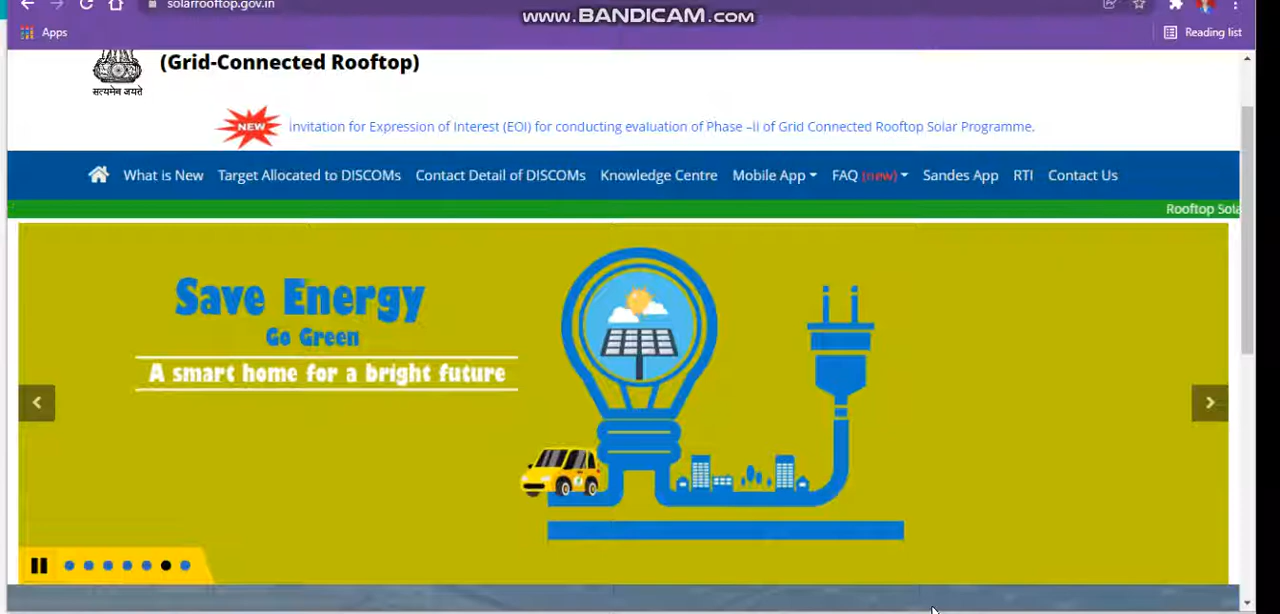 solarrooftop.gov.in
www.BANDICAM.com
Apps
Reading list
(Grid-Connected Rooftop)
सत्यमेव जयते
NEW
Invitation for Expression of Interest (EOI) for conducting evaluation of Phase –II of Grid Connected Rooftop Solar Programme.
What is New Target Allocated to DISCOMs Contact Detail of DISCOMs Knowledge Centre Mobile App FAQ (new) Sandes App RTI Contact Us
Rooftop Sola
Save Energy
Go Green
A smart home for a bright future